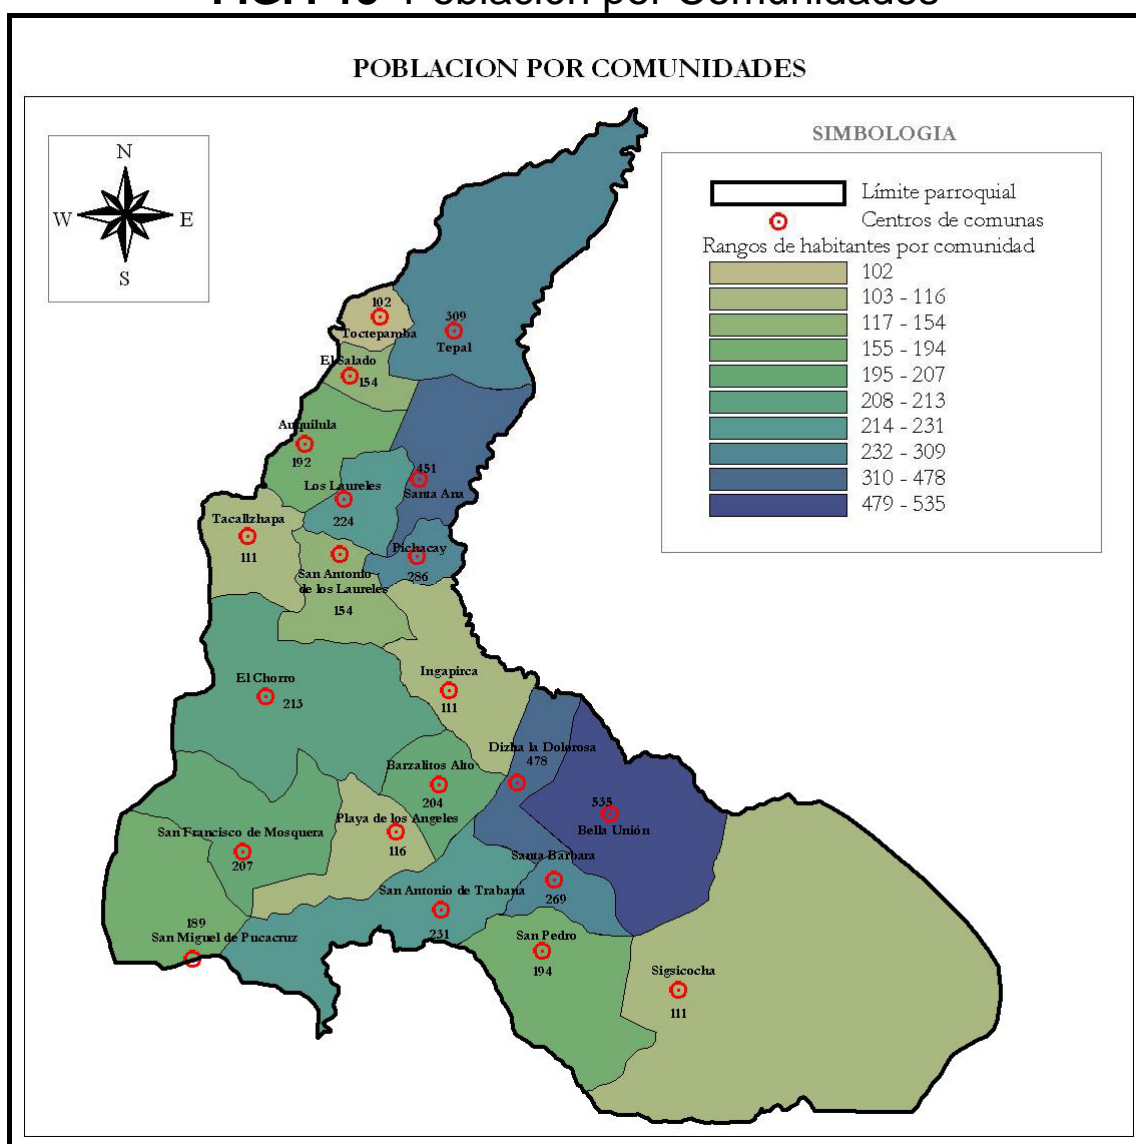 Población por Comunidades
POBLACION POR COMUNIDADES
N
W
E
S
SIMBOLOGIA
Límite parroquial
Centros de comunas
Rangos de habitantes por comunidad
102
103 - 116
117 - 154
155 - 194
195 - 207
208 - 213
214 - 231
232 - 309
310 - 478
479 - 535
102
Toctepamba
309
Tepal
El Salado
154
Auquilula
192
Los Laureles
224
451
Santa Ana
Tacallzhapa
111
San Antonio
de los Laureles
154
Pichacay
286
El Chorro
213
Ingapirca
111
Dizha la Dolorosa
478
Barzalitos Alto
204
535
Bella Unión
Playa de los Angeles
116
San Francisco de Mosquera
207
Santa Bárbara
269
San Antonio de Trabana
231
189
San Miguel de Pucacruz
San Pedro
194
Sigsicocha
111